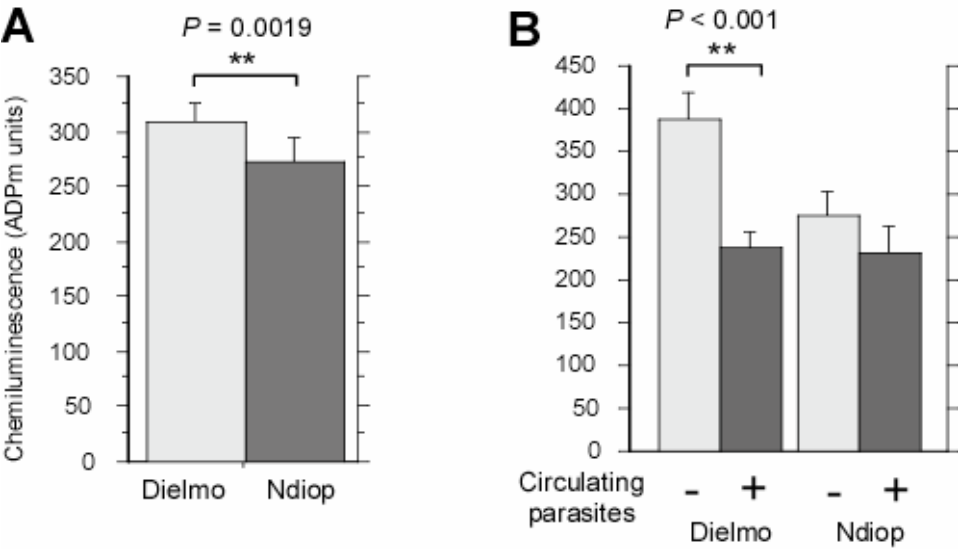 A
P = 0.0019
**
350
300
250
200
150
100
50
0
Chemiluminescence (ADPm units)
Dielmo Ndiop
B
P < 0.001
**
450
400
350
300
250
200
150
100
50
0
Circulating parasites - + - +
Dielmo Ndiop